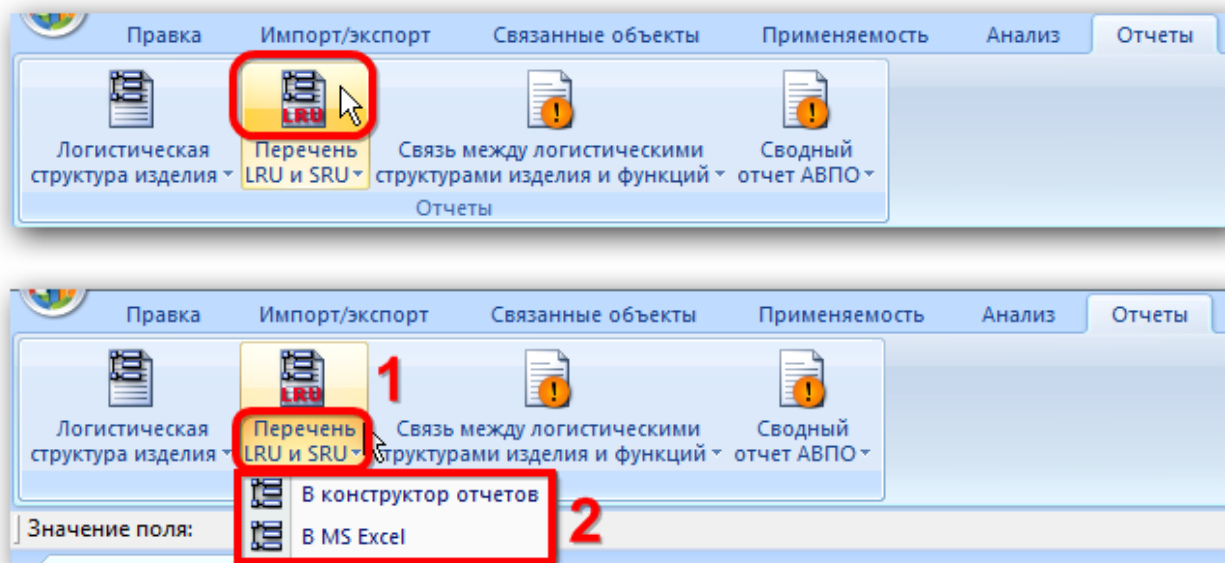 Правка Импорт/экспорт Связанные объекты Применяемость Анализ Отчеты
LRU
Логистическая Перечень Связь между логистическими Сводный
структура изделия LRU и SRU структурами изделия и функций отчет АВПО
Отчеты
Правка Импорт/экспорт Связанные объекты Применяемость Анализ Отчеты
LRU 1
Логистическая Перечень Связь между логистическими Сводный
структура изделия LRU и SRU структурами изделия и функций отчет АВПО
В конструктор отчетов
2
Значение поля: В MS Excel